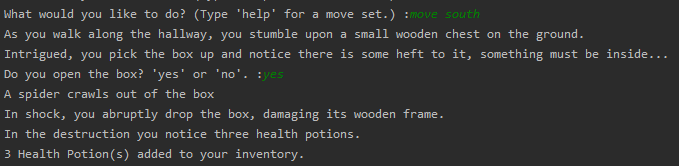 What would you like to do? (Type 'help' for a move set.) :move south
As you walk along the hallway, you stumble upon a small wooden chest on the ground.
Intrigued, you pick the box up and notice there is some heft to it, something must be inside...
Do you open the box? 'yes' or 'no'. :yes
A spider crawls out of the box
In shock, you abruptly drop the box, damaging its wooden frame.
In the destruction you notice three health potions.
3 Health Potion(s) added to your inventory.